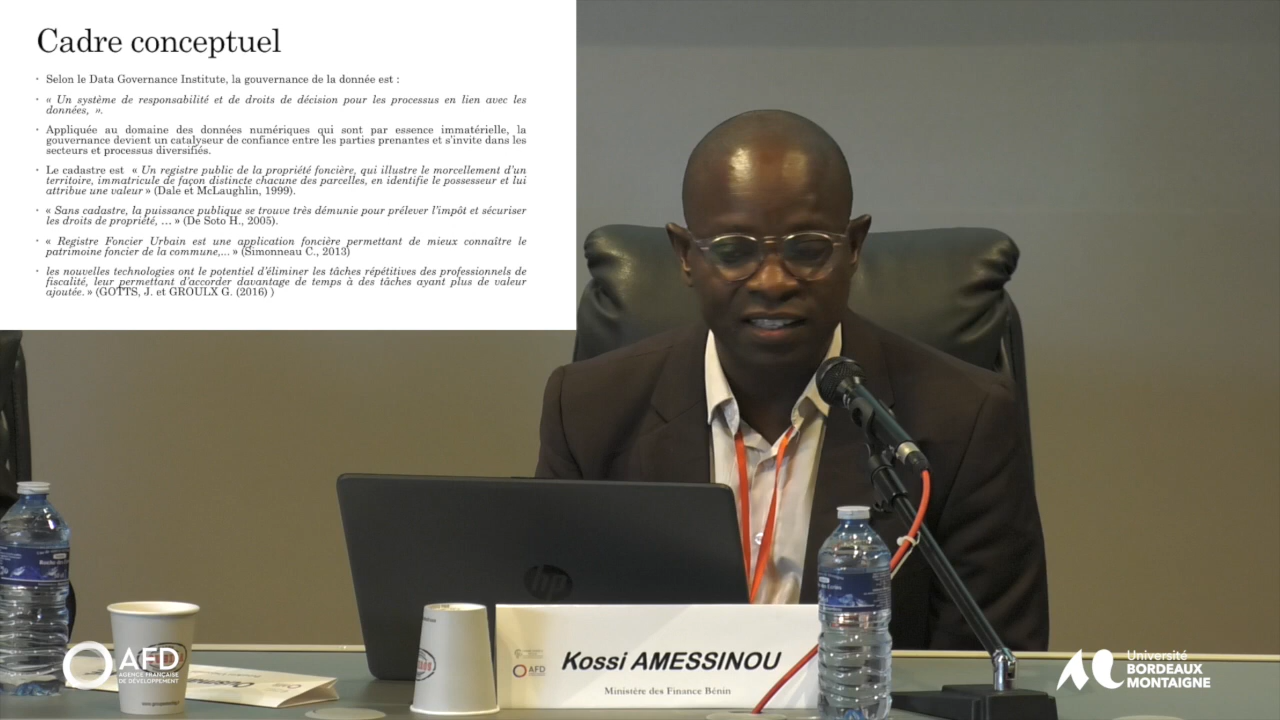 Cadre conceptuel
• Selon le Data Governance Institute, la gouvernance de la donnée est :
• « Un système de responsabilité et de droits de décision pour les processus en lien avec les
données, ».
• Appliquée au domaine des données numériques qui sont par essence immatérielle, la
gouvernance devient un catalyseur de confiance entre les parties prenantes et s'invite dans les
secteurs et processus diversifiés.
• Le cadastre est « Un registre public de la propriété foncière, qui illustre le morcellement d'un
territoire, immatricule de façon distincte chacune des parcelles, en identifie le possesseur et lui
attribue une valeur » (Dale et McLaughlin, 1999).
• « Sans cadastre, la puissance publique se trouve très démunie pour prélever l'impôt et sécuriser
les droits de propriété, … » (De Soto H., 2005).
• « Registre Foncier Urbain est une application foncière permettant de mieux connaître le
patrimoine foncier de la commune,... » (Simonneau C., 2013)
• les nouvelles technologies ont le potentiel d'éliminer les tâches répétitives des professionnels de
fiscalité, leur permettant d'accorder davantage de temps à des tâches ayant plus de valeur
ajoutée. » (GOTTS, J. et GROULX G. (2016) )
hp
AFD
Kossi AMESSINOU
Ministère des Finance Bénin
AFD
AGENCE FRANÇAISE
DE DÉVELOPPEMENT
Université
BORDEAUX
MONTAIGNE